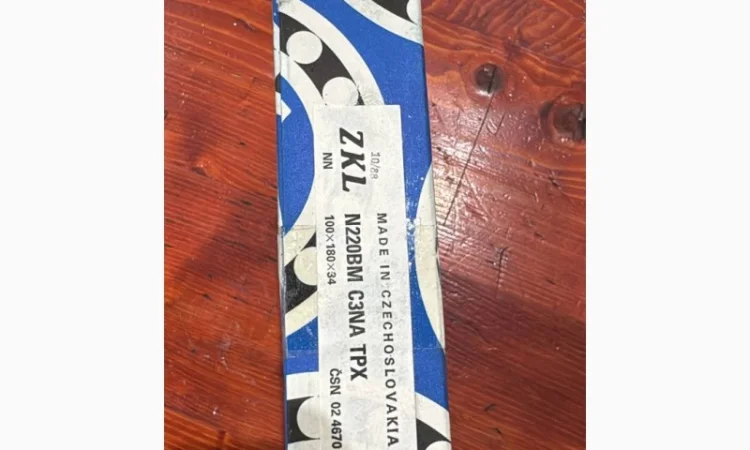 ZKL
10/88
MADE IN CZECHOSLOVAKIA
NN
N220BM C3NA TPX
100×180×34
ČSN 02 4670